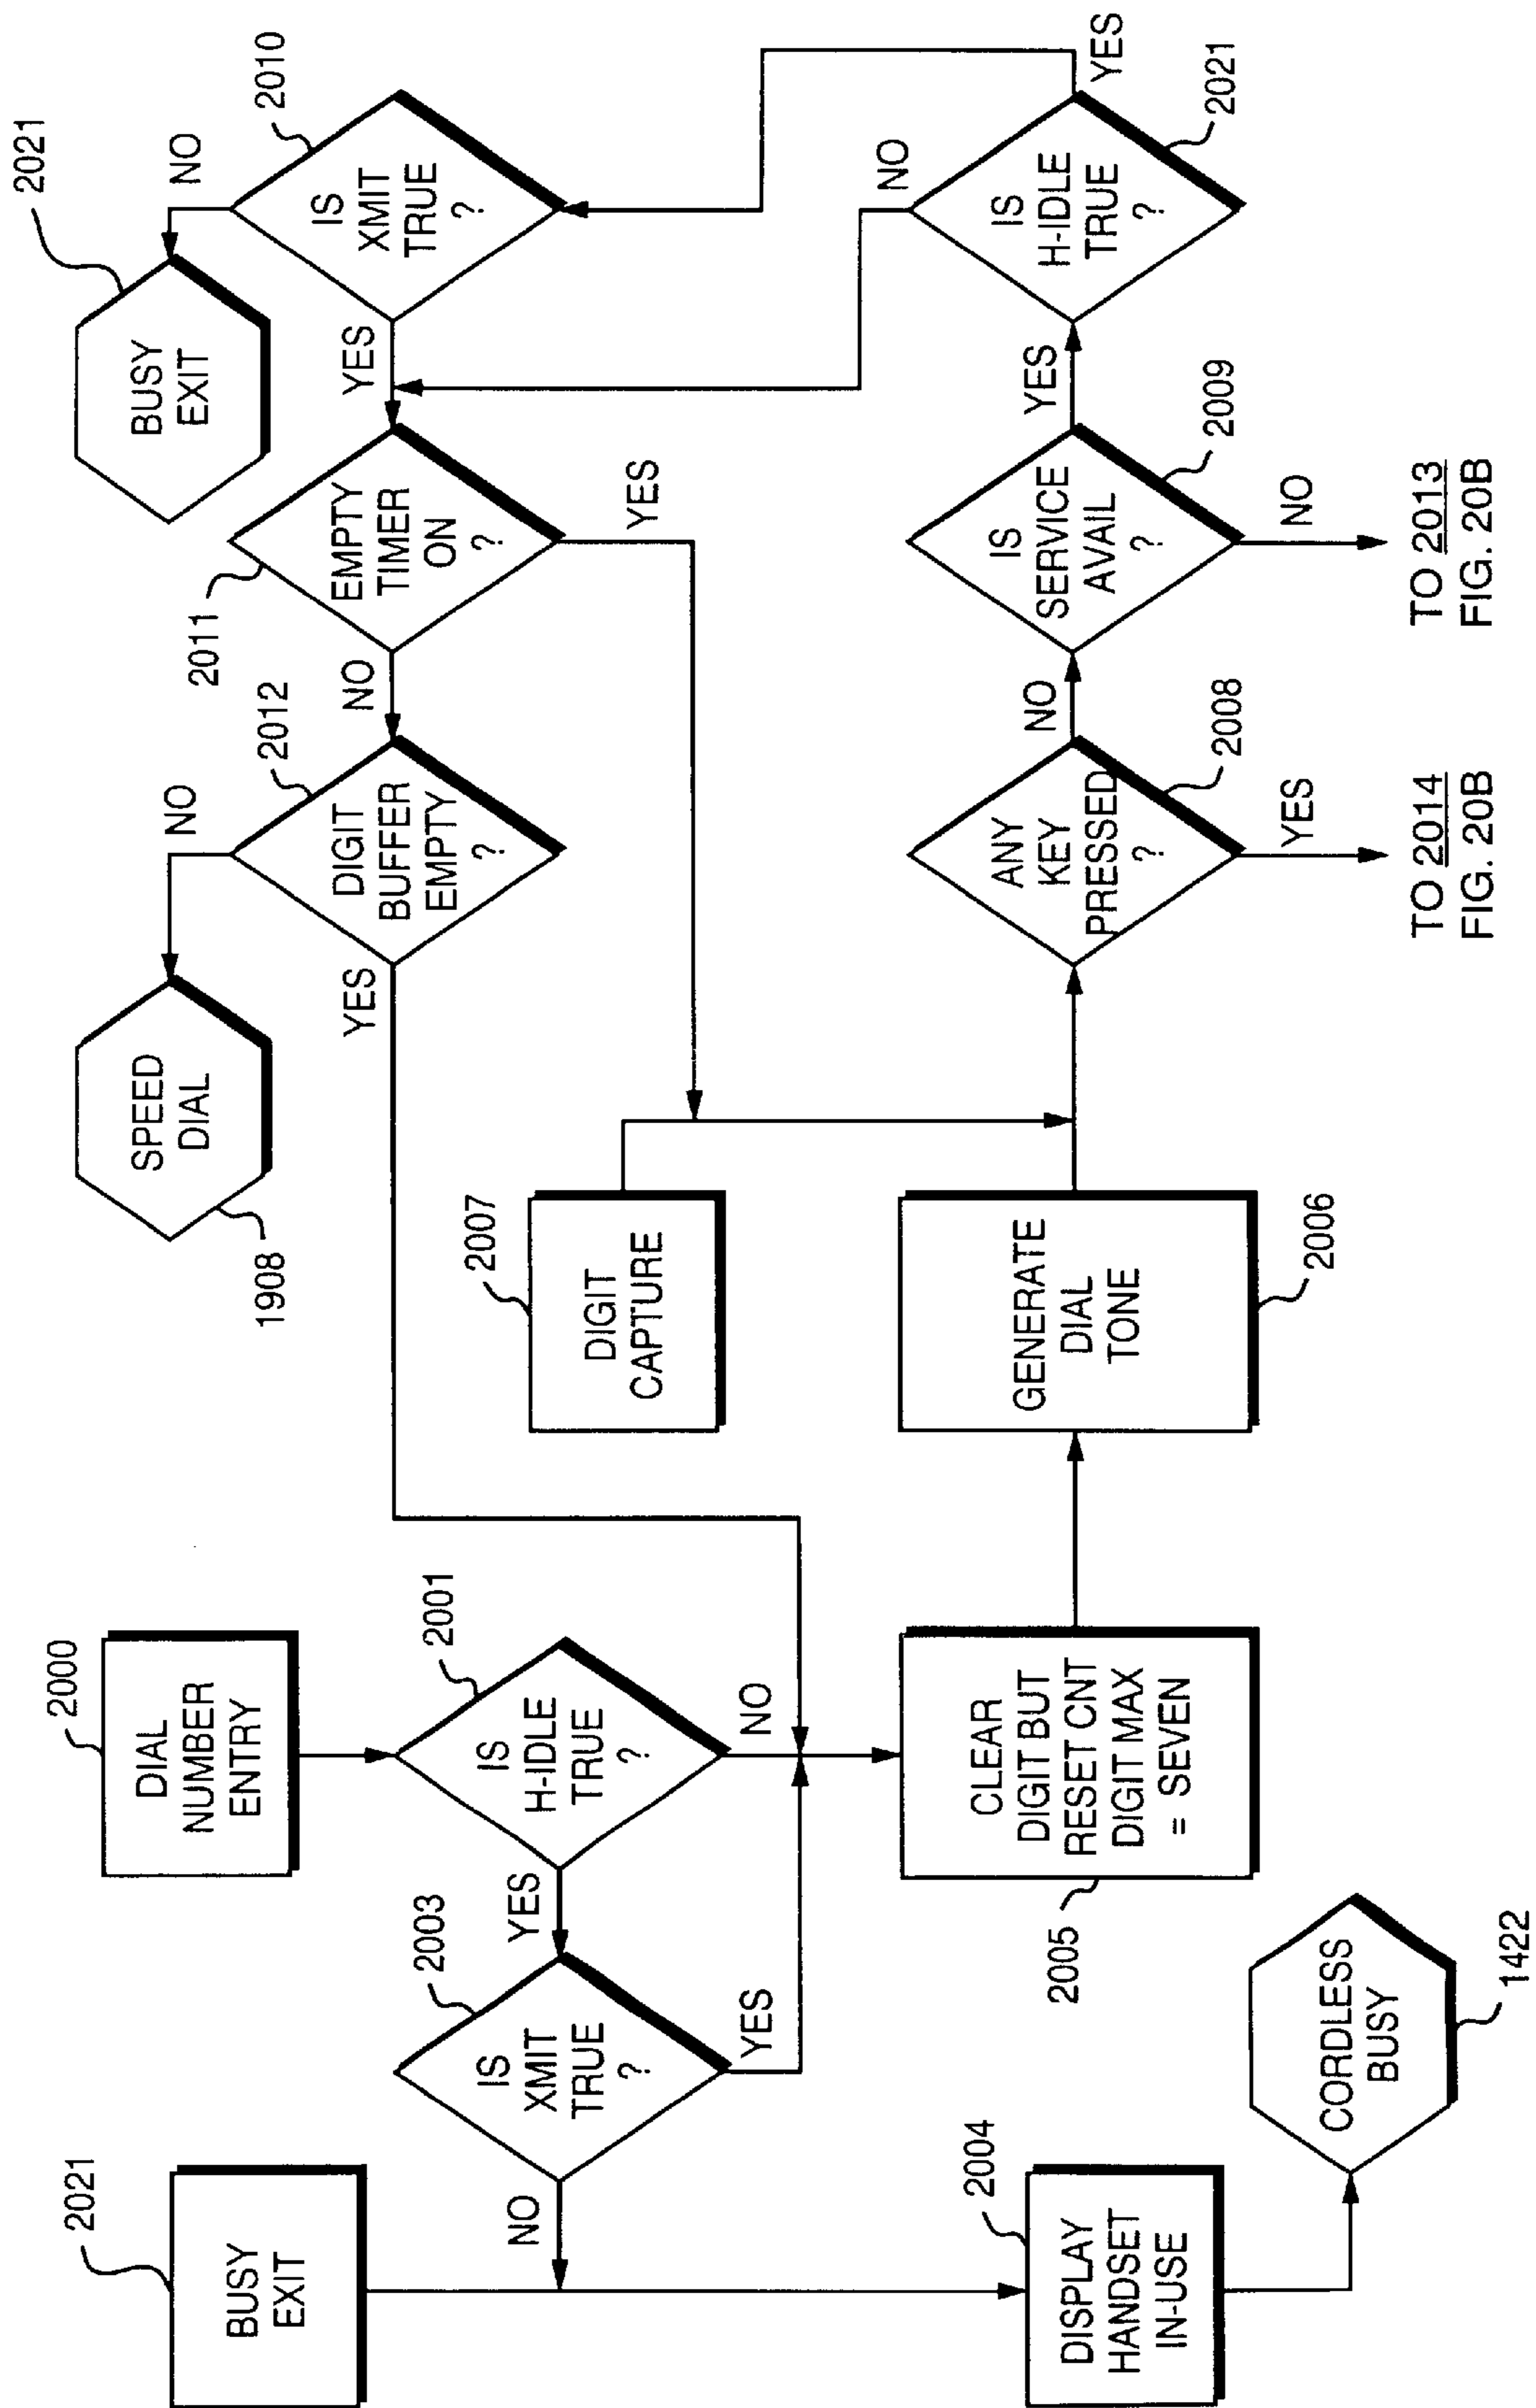 2021
BUSY
EXIT
2000
DIAL
NUMBER
ENTRY
2003
IS
XMIT
TRUE
?
NO
YES
2001
IS
H-IDLE
TRUE
?
YES
NO
2004
DISPLAY
HANDSET
IN-USE
CORDLESS
BUSY
1422
2005
CLEAR
DIGIT BUT
RESET CNT
DIGIT MAX
= SEVEN
SPEED
DIAL
1908
NO
2012
DIGIT
BUFFER
EMPTY
?
YES
NO
2011
EMPTY
TIMER
ON
?
YES
YES
BUSY
EXIT
2021
NO
2010
IS
XMIT
TRUE
?
2007
DIGIT
CAPTURE
GENERATE
DIAL
TONE
2006
ANY
KEY
PRESSED
?
2008
NO
YES
TO 2014
FIG. 20B
IS
SERVICE
AVAIL
?
2009
YES
NO
TO 2013
FIG. 20B
IS
H-IDLE
TRUE
?
2021
NO
YES